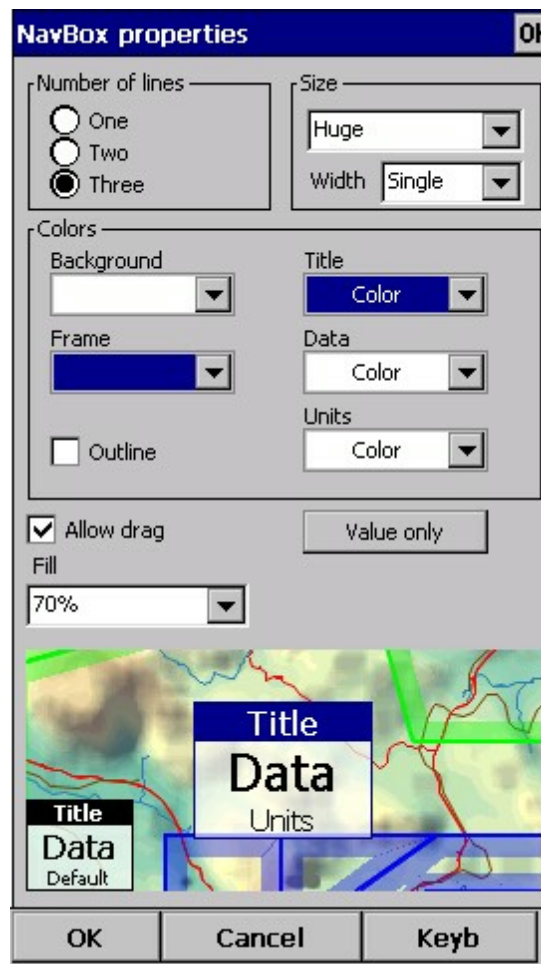 NavBox properties
OK
Number of lines
One
Two
Three
Size
Huge
Width Single
Colors
Background
Title
Color
Frame
Data
Color
Units
Color
Outline
Allow drag
Value only
Fill
70%
Title
Data
Units
Title
Data
Default
OK Cancel Keyb